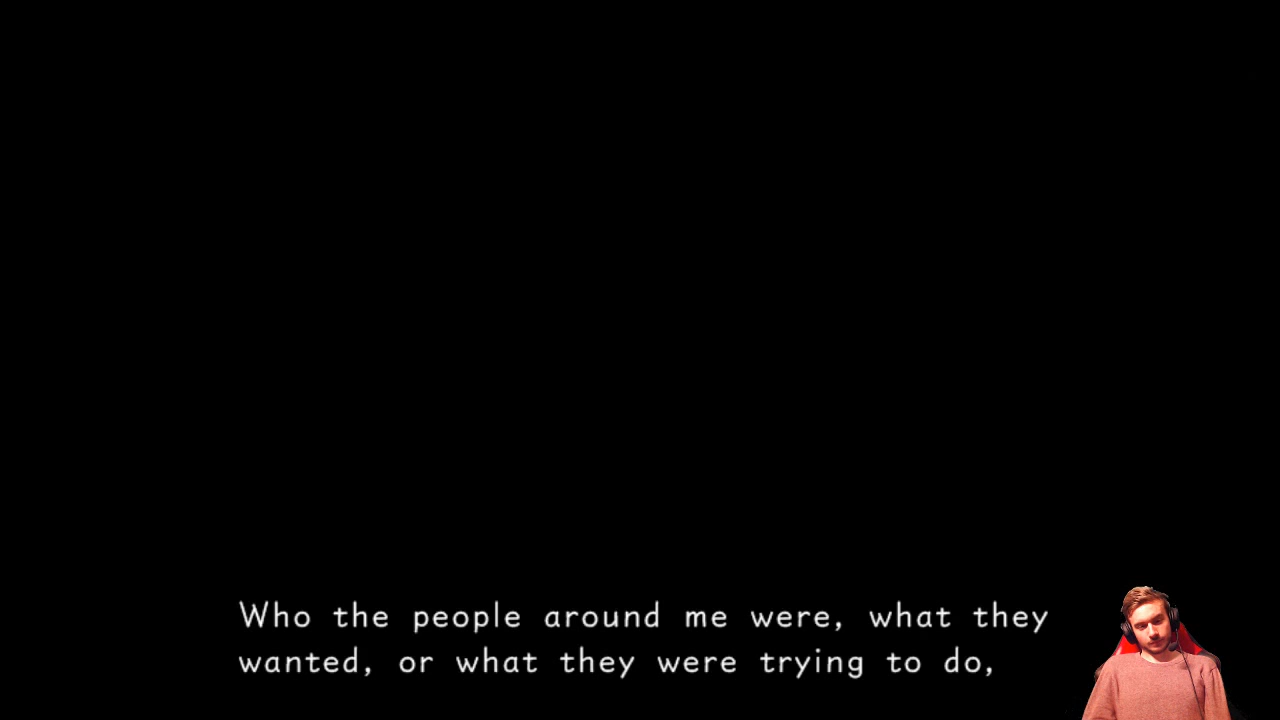 Who the people around me were, what they
wanted, or what they were trying to do,